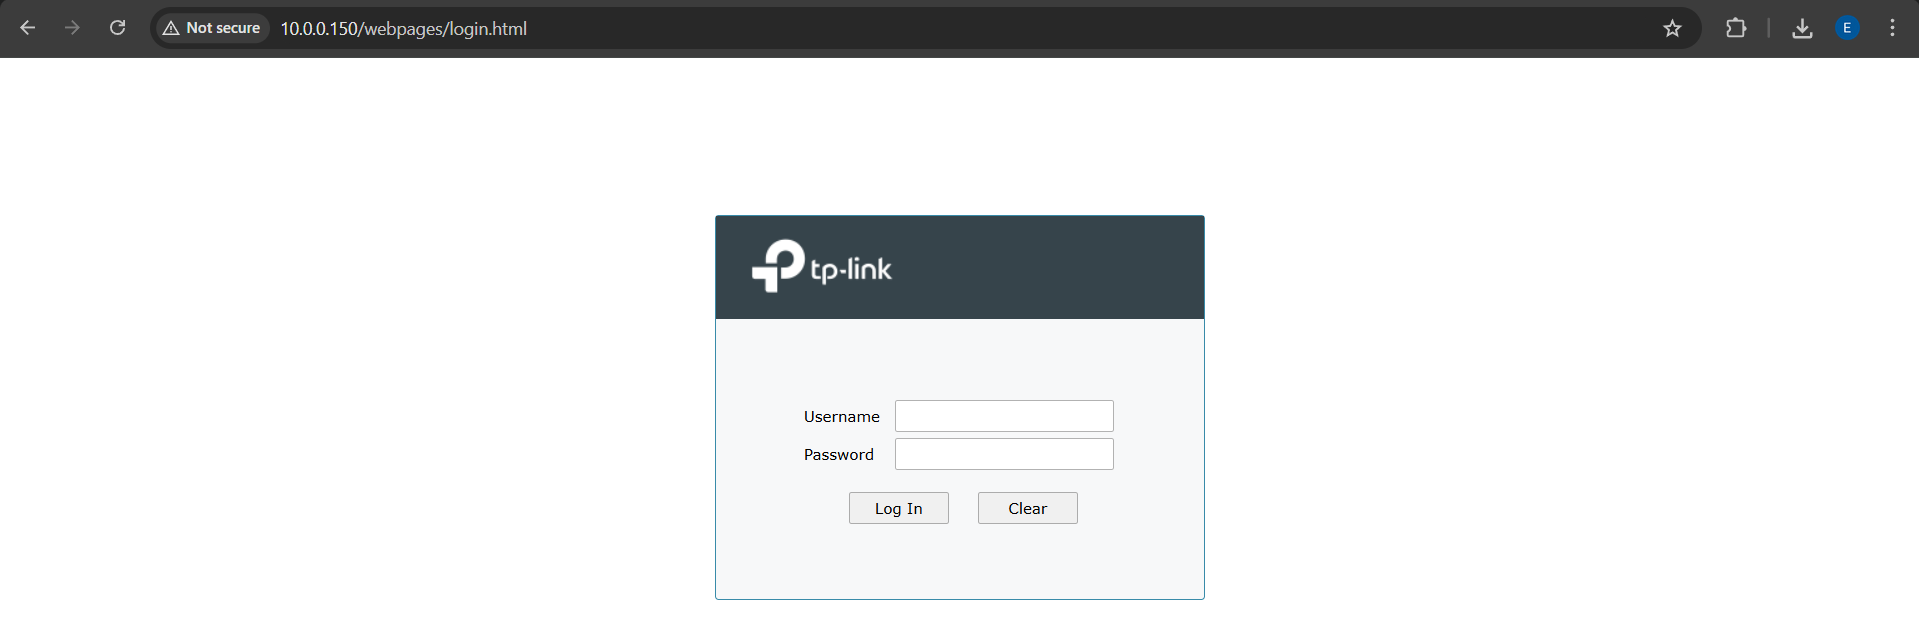 Not secure 10.0.0.150/webpages/login.html E
tp-link
Username
Password
Log In Clear